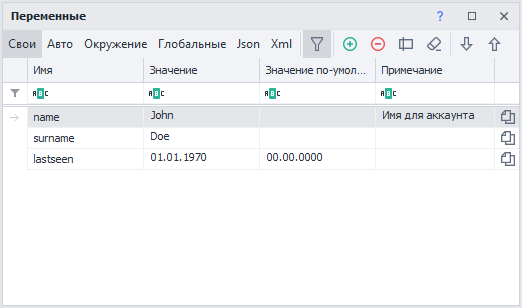 Переменные ?
Свои Авто Окружение Глобальные Json Xml
Имя Значение Значение по-умол... Примечание
ABC ABC ABC ABC
name John Имя для аккаунта
surname Doe
lastseen 01.01.1970 00.00.0000